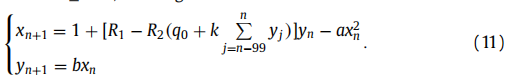 x_{n+1} = 1 + [R_1 − R_2(q_0 + k ∑_{j=n−99}^{n} y_j)]y_n − ax_n^2
y_{n+1} = bx_n
. (11)